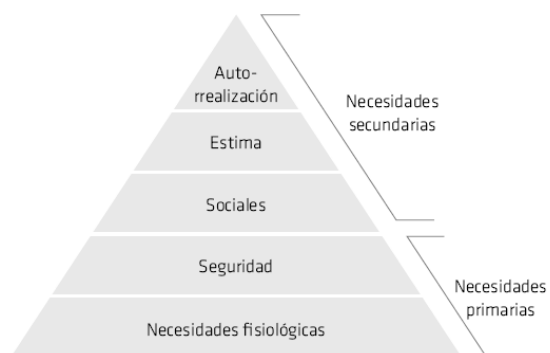 Auto-
rrealización
Necesidades
secundarias
Estima
Sociales
Seguridad
Necesidades
primarias
Necesidades fisiológicas